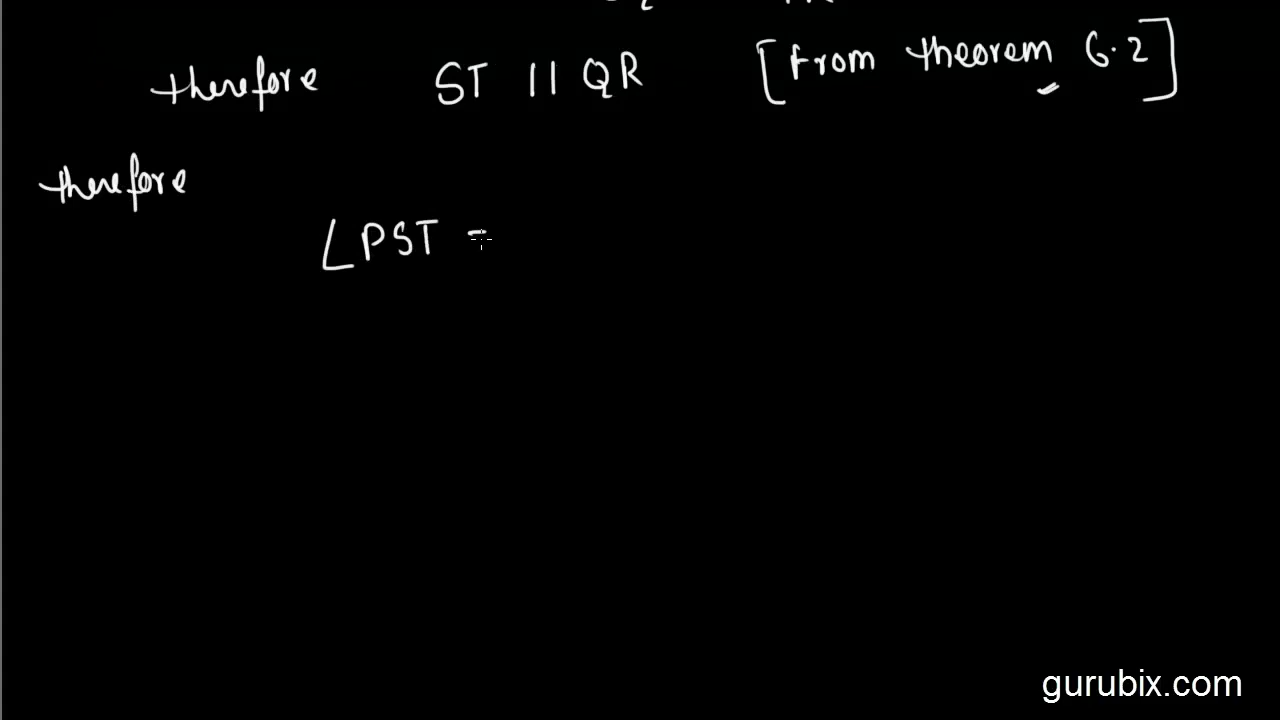 therefore ST || QR [from theorem 6.2]
therefore
∠PST =
gurubix.com